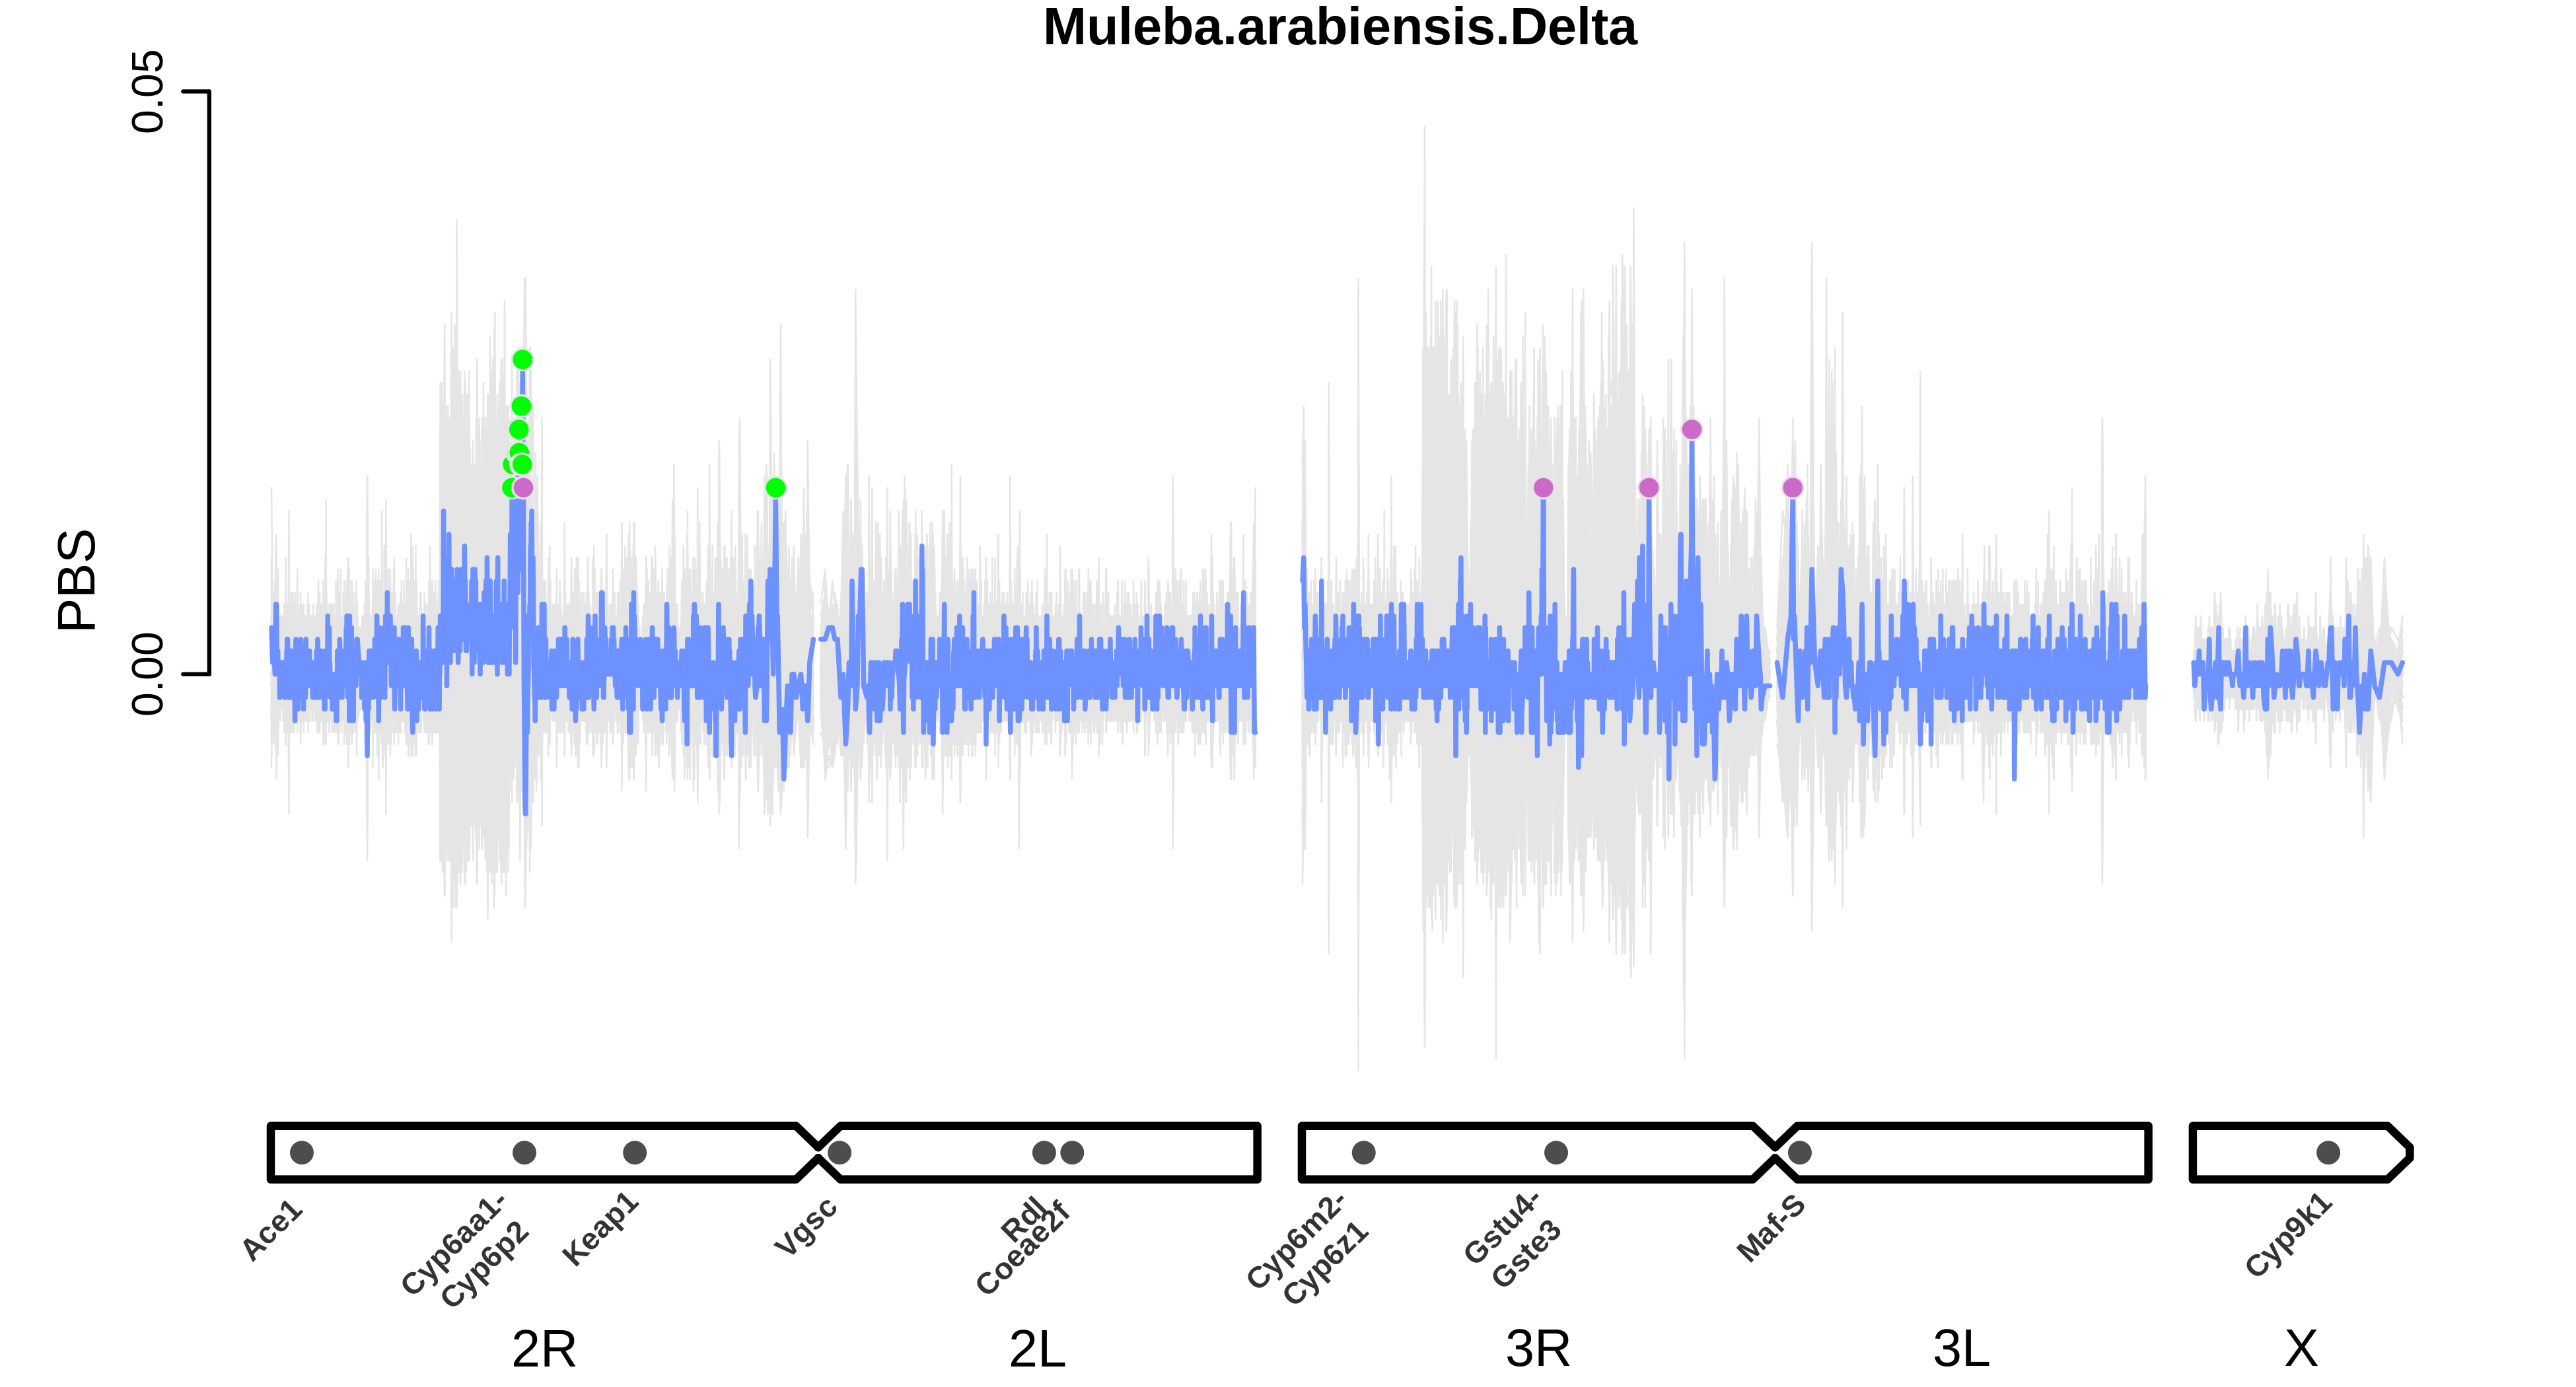 Muleba.arabiensis.Delta
0.05
PBS
0.00
Ace1
Cyp6aa1-
Cyp6p2
Keap1
Vgsc
Rdl
Coeae2f
Cyp6m2-
Cyp6z1
Gstu4-
Gste3
Maf-S
Cyp9k1
2R
2L
3R
3L
X